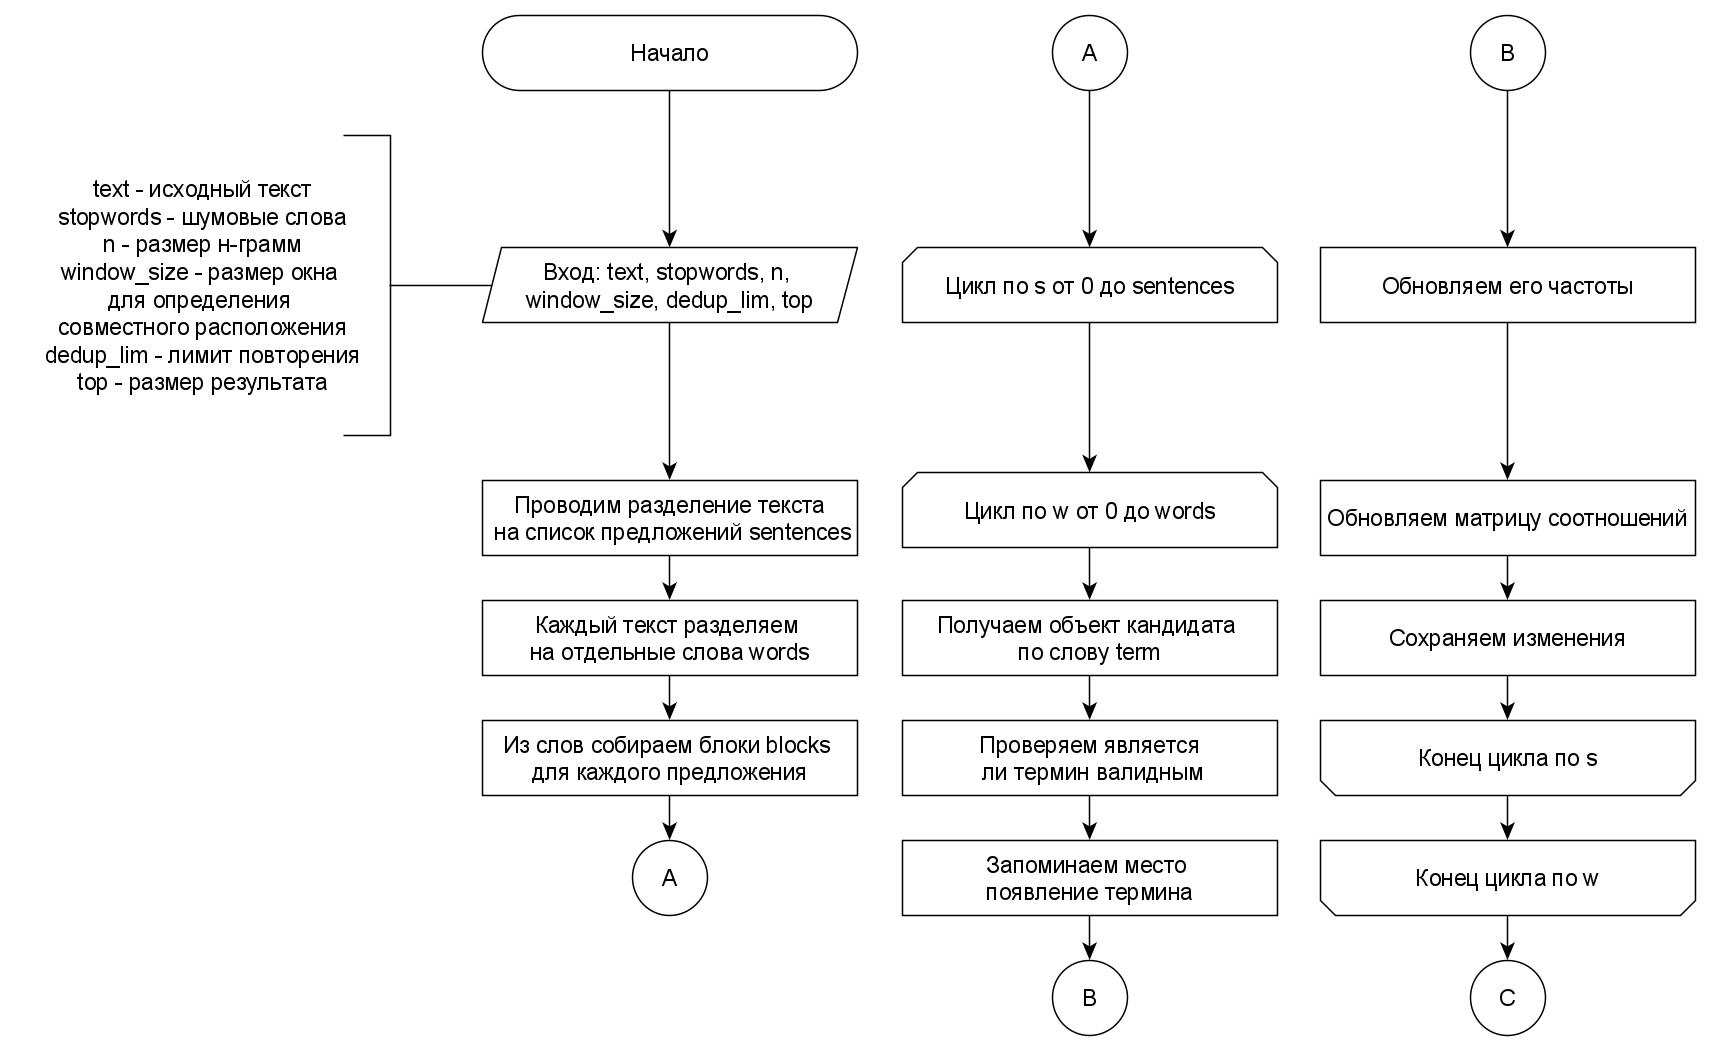 Начало
text - исходный текст
stopwords - шумовые слова
n - размер н-грамм
window_size - размер окна
для определения
совместного расположения
dedup_lim - лимит повторения
top - размер результата
Вход: text, stopwords, n,
window_size, dedup_lim, top
Проводим разделение текста
на список предложений sentences
Каждый текст разделяем
на отдельные слова words
Из слов собираем блоки blocks
для каждого предложения
A
A
Цикл по s от 0 до sentences
Цикл по w от 0 до words
Получаем объект кандидата
по слову term
Проверяем является
ли термин валидным
Запоминаем место
появление термина
B
B
Обновляем его частоты
Обновляем матрицу соотношений
Сохраняем изменения
Конец цикла по s
Конец цикла по w
C